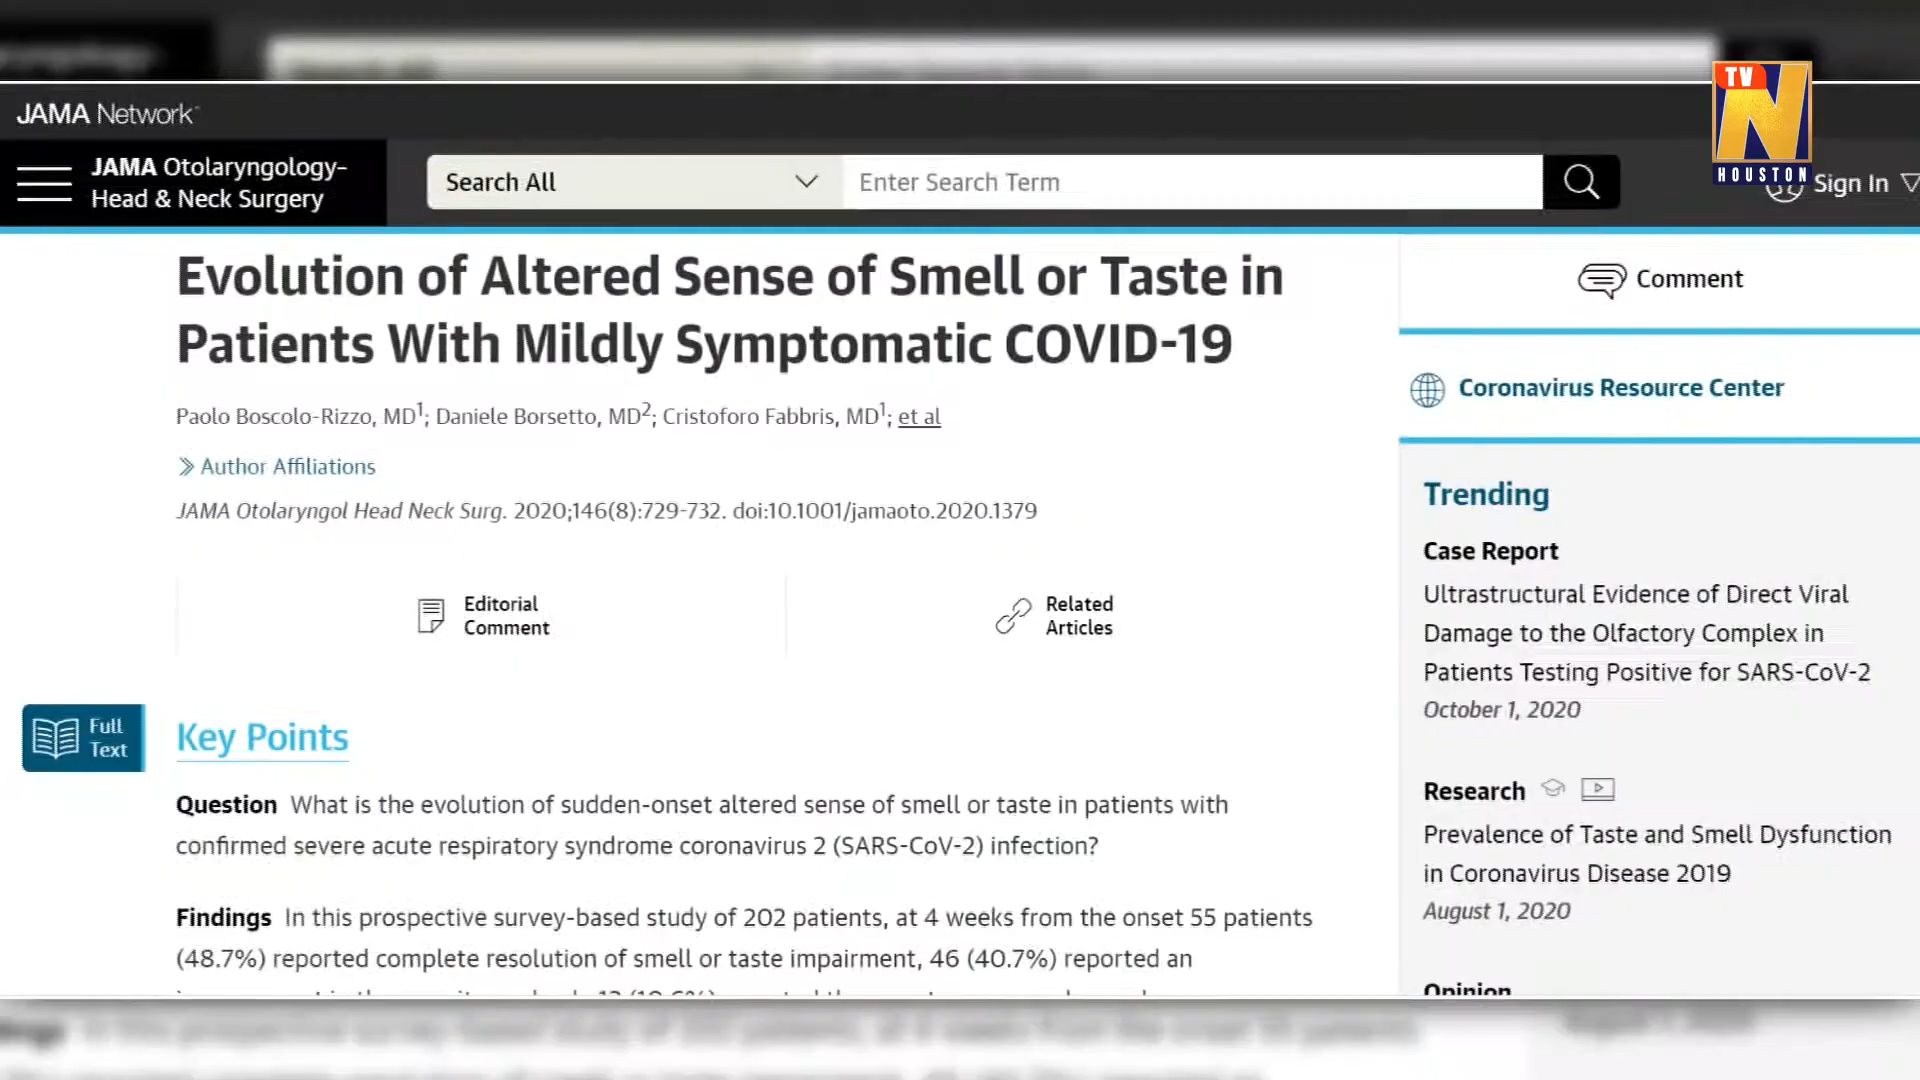 JAMA Network
TV
N
HOUSTON
JAMA Otolaryngology–
Head & Neck Surgery
Search All
Enter Search Term
Sign In
Evolution of Altered Sense of Smell or Taste in
Patients With Mildly Symptomatic COVID-19
Paolo Boscolo-Rizzo, MD1; Daniele Borsetto, MD2; Cristoforo Fabbris, MD1; et al
Author Affiliations
JAMA Otolaryngol Head Neck Surg. 2020;146(8):729-732. doi:10.1001/jamaoto.2020.1379
Editorial
Comment
Related
Articles
Full
Text
Key Points
Question What is the evolution of sudden-onset altered sense of smell or taste in patients with
confirmed severe acute respiratory syndrome coronavirus 2 (SARS-CoV-2) infection?
Findings In this prospective survey-based study of 202 patients, at 4 weeks from the onset 55 patients
(48.7%) reported complete resolution of smell or taste impairment, 46 (40.7%) reported an
Comment
Coronavirus Resource Center
Trending
Case Report
Ultrastructural Evidence of Direct Viral
Damage to the Olfactory Complex in
Patients Testing Positive for SARS-CoV-2
October 1, 2020
Research
Prevalence of Taste and Smell Dysfunction
in Coronavirus Disease 2019
August 1, 2020
Opinion